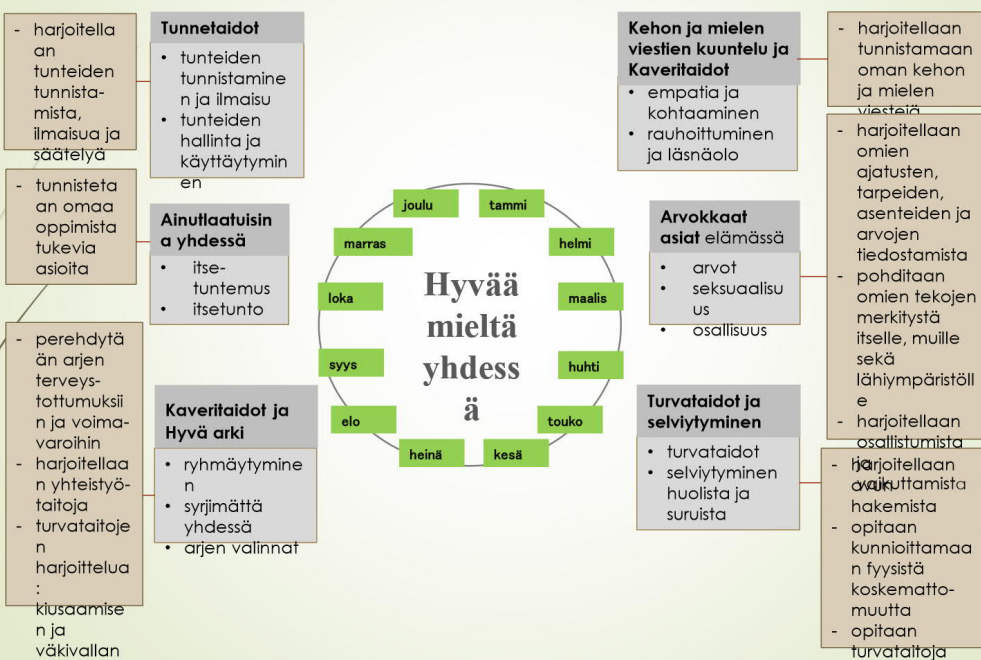 - harjoitella
an
tunteiden
tunnista-
mista,
ilmaisua ja
säätelyä
Tunnetaidot
• tunteiden
tunnistamine
n ja ilmaisu
• tunteiden
hallinta ja
käyttäytymin
en
- tunnisteta
an omaa
oppimista
tukevia
asioita
Ainutlaatuisin
a yhdessä
• itse-
tuntemus
• itsetunto
- perehdytä
än arjen
terveys-
tottumuksii
n ja voima-
varoihin
- harjoitellaa
n yhteistyö-
taitoja
- turvataitoje
n
harjoittelua
:
kiusaamise
n ja
väkivallan
Kaveritaidot ja
Hyvä arki
• ryhmäytymine
n
• syrjimättä
yhdessä
• arjen valinnat
joulu
tammi
marras
helmi
loka
maalis
syys
huhti
elo
touko
heinä
kesä
Hyvää
mieltä
yhdess
ä
Kehon ja mielen
viestien kuuntelu ja
Kaveritaidot
• empatia ja
kohtaaminen
• rauhoittuminen
ja läsnäolo
- harjoitellaan
tunnistamaan
oman kehon
ja mielen
viestejä
Arvokkaat
asiat elämässä
• arvot
• seksuaalisu
us
• osallisuus
- harjoitellaan
omien
ajatusten,
tarpeiden,
asenteiden ja
arvojen
tiedostamista
- pohditaan
omien tekojen
merkitystä
itselle, muille
sekä
lähiympäristöll
e
- harjoitellaan
osallistumista
ja
vaikuttamista
Turvataidot ja
selviytyminen
• turvataidot
• selviytyminen
huolista ja
suruista
- harjoitellaan
avun
hakemista
- opitaan
kunnioittamaa
n fyysistä
koskematto-
muutta
- opitaan
turvataitoja